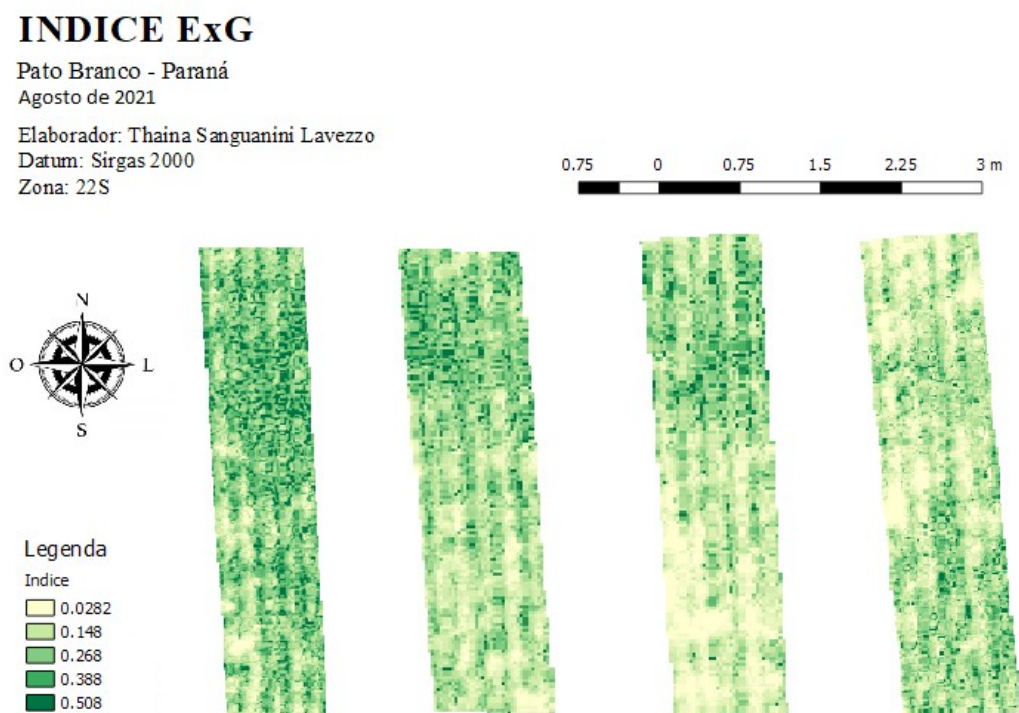 INDICE ExG
Pato Branco - Paraná
Agosto de 2021
Elaborador: Thaina Sanguanini Lavezzo
Datum: Sirgas 2000
Zona: 22S
0.75 0 0.75 1.5 2.25 3 m
N
O L
S
Legenda
Indice
0.0282
0.148
0.268
0.388
0.508